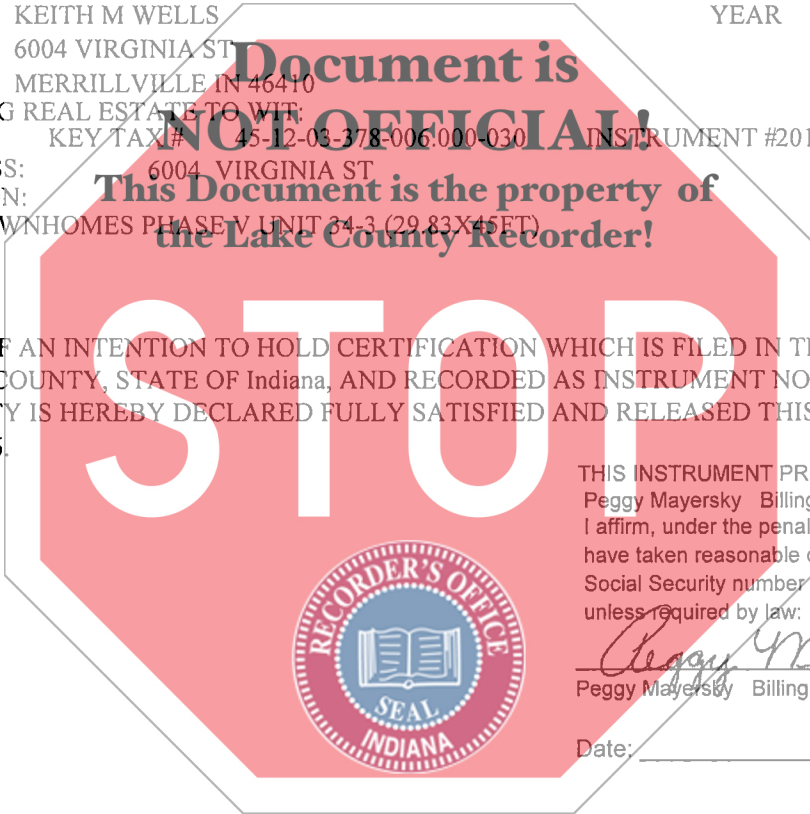 KEITH M WELLS YEAR
6004 VIRGINIA ST
Document is
MERRILLVILLE IN 46410
G REAL ESTATE TO WIT:
NOT OFFICIAL!
KEY TAX # 45-12-03-378-006.000-030 INSTRUMENT #201
SS: 6004 VIRGINIA ST
This Document is the property of
N:
WNHOMES PHASE V UNIT 34-3 (29.83X45FT)
the Lake County Recorder!
STOP
F AN INTENTION TO HOLD CERTIFICATION WHICH IS FILED IN TH
COUNTY, STATE OF Indiana, AND RECORDED AS INSTRUMENT NO
TY IS HEREBY DECLARED FULLY SATISFIED AND RELEASED THIS
THIS INSTRUMENT PR
Peggy Mayersky Billing
I affirm, under the penal
have taken reasonable c
Social Security number
unless required by law:
Peggy M
Peggy Mayersky Billing
Date:
RECORDER'S OFFICE
SEAL
INDIANA